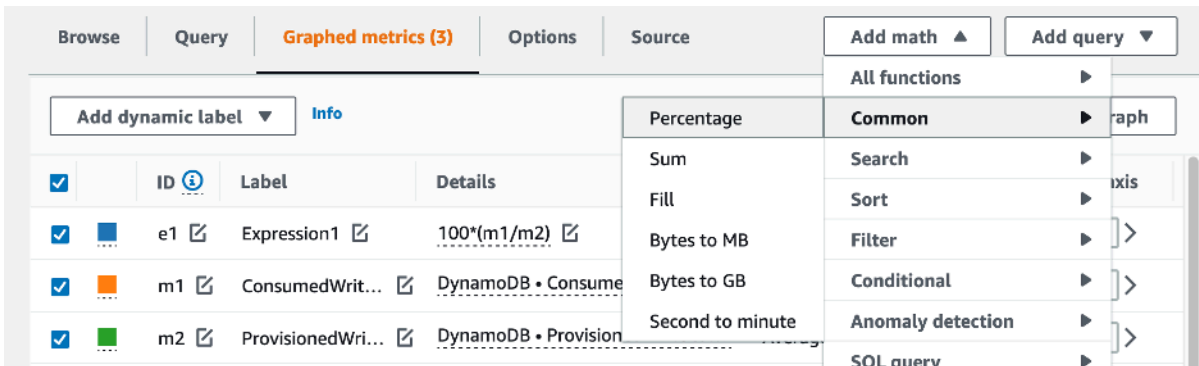 Browse Query Graphed metrics (3) Options Source Add math Add query
All functions
Add dynamic label Info Percentage Common raph
Sum Search
ID Label Details Fill Sort axis
e1 Expression1 100*(m1/m2) Bytes to MB Filter
m1 ConsumedWrit... DynamoDB • Consume Bytes to GB Conditional
m2 ProvisionedWri... DynamoDB • Provision Second to minute Anomaly detection
SQL query